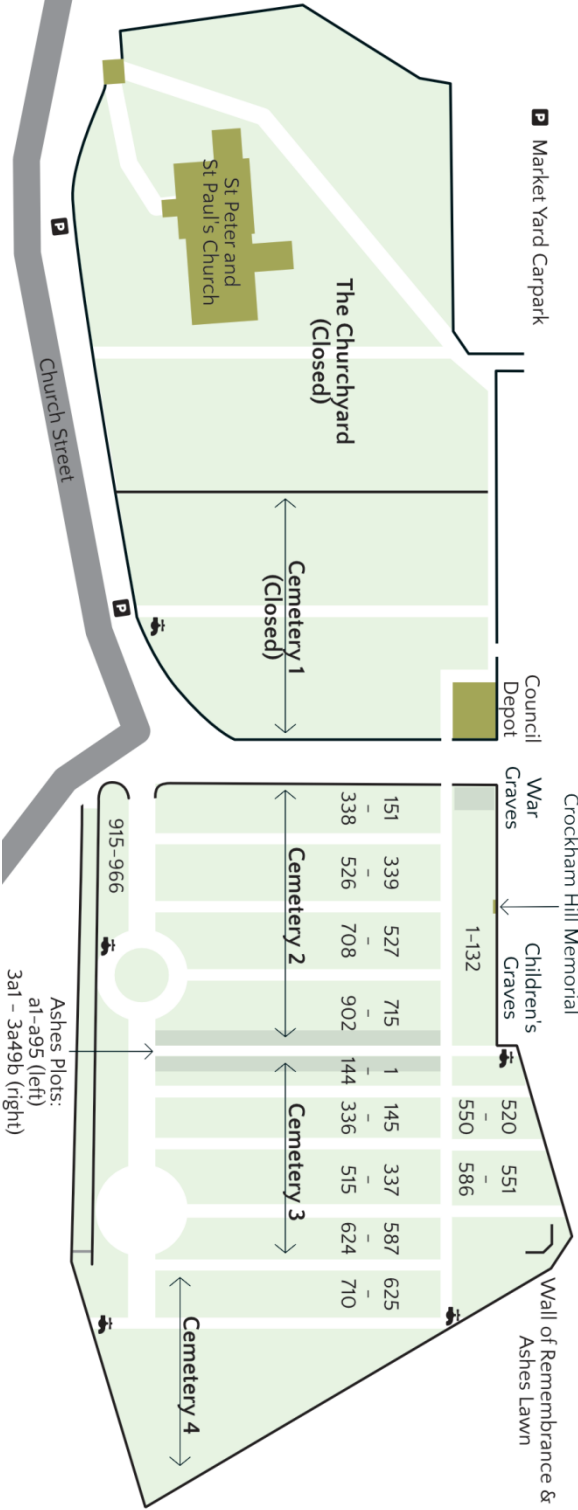 P Market Yard Carpark
St Peter and
St Paul's Church
The Churchyard
(Closed)
P
Church Street
Cemetery 1
(Closed)
P
Council
Depot
War
Graves
Crockham Hill Memorial
Children's
Graves
1–132
151
–
338
339
–
526
527
–
708
715
–
902
Cemetery 2
915–966
1
–
144
145
–
336
337
–
515
587
–
624
625
–
710
520
–
550
551
–
586
Cemetery 3
Ashes Plots:
a1–a95 (left)
3a1 – 3a49b (right)
Wall of Remembrance &
Ashes Lawn
Cemetery 4